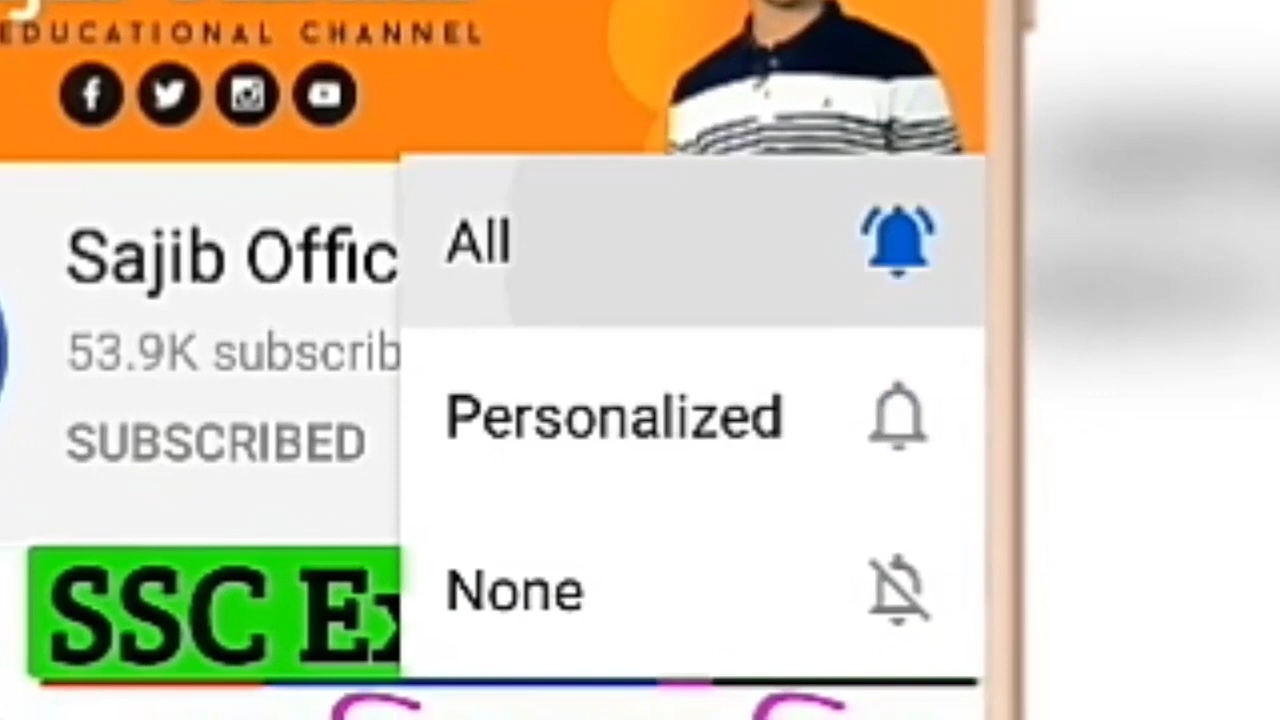 EDUCATIONAL CHANNEL
Sajib Offic
53.9K subscrib
SUBSCRIBED
All
Personalized
None
SSC Ex